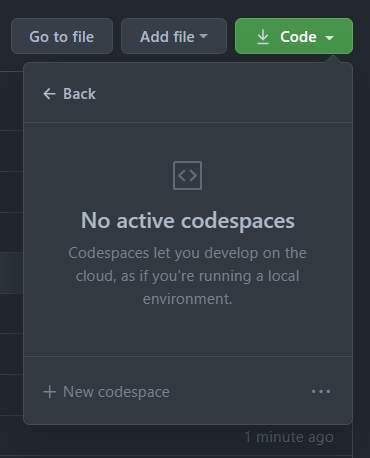 Go to file
Add file
Code
Back
No active codespaces
Codespaces let you develop on the
cloud, as if you're running a local
environment.
New codespace
1 minute ago